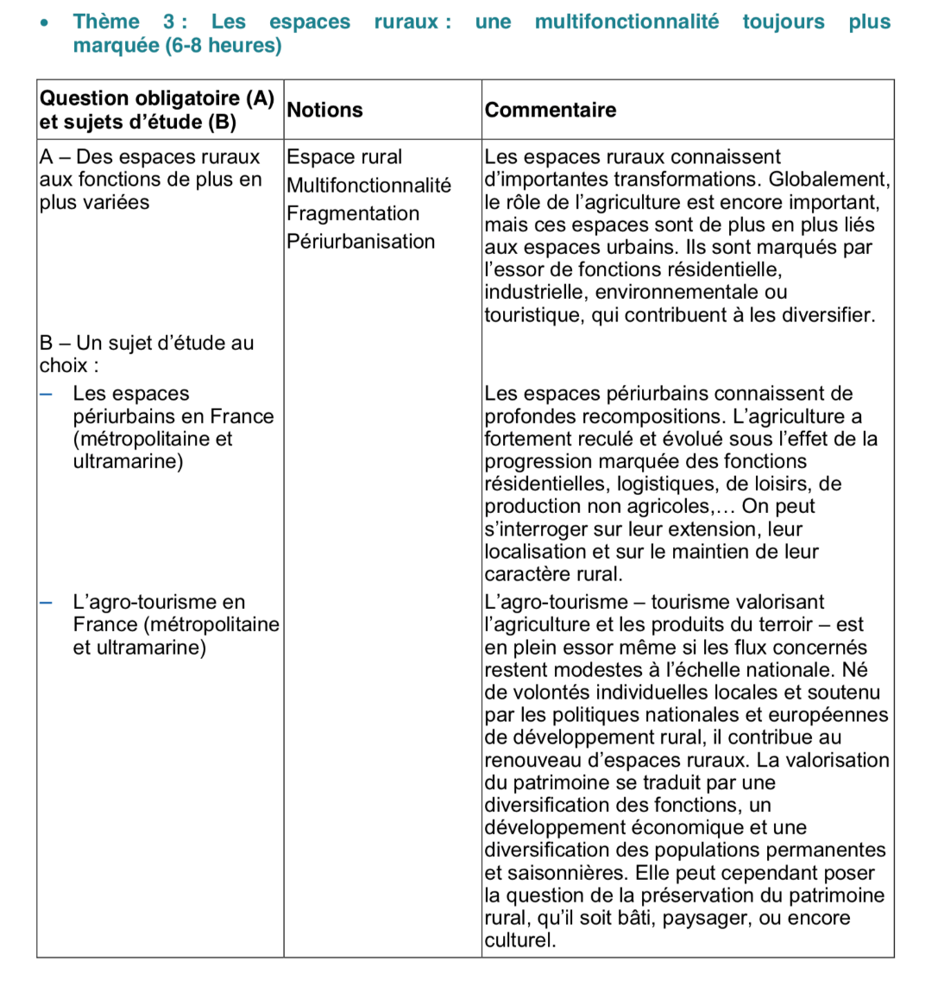 • Thème 3 : Les espaces ruraux : une multifonctionnalité toujours plus
marquée (6-8 heures)
Question obligatoire (A)
et sujets d’étude (B)
Notions
Commentaire
A – Des espaces ruraux
aux fonctions de plus en
plus variées
Espace rural
Multifonctionnalité
Fragmentation
Périurbanisation
Les espaces ruraux connaissent
d’importantes transformations. Globalement,
le rôle de l’agriculture est encore important,
mais ces espaces sont de plus en plus liés
aux espaces urbains. Ils sont marqués par
l’essor de fonctions résidentielle,
industrielle, environnementale ou
touristique, qui contribuent à les diversifier.
B – Un sujet d’étude au
choix :
– Les espaces
périurbains en France
(métropolitaine et
ultramarine)
Les espaces périurbains connaissent de
profondes recompositions. L’agriculture a
fortement reculé et évolué sous l’effet de la
progression marquée des fonctions
résidentielles, logistiques, de loisirs, de
production non agricoles,… On peut
s’interroger sur leur extension, leur
localisation et sur le maintien de leur
caractère rural.
– L’agro-tourisme en
France (métropolitaine
et ultramarine)
L’agro-tourisme – tourisme valorisant
l’agriculture et les produits du terroir – est
en plein essor même si les flux concernés
restent modestes à l’échelle nationale. Né
de volontés individuelles locales et soutenu
par les politiques nationales et européennes
de développement rural, il contribue au
renouveau d’espaces ruraux. La valorisation
du patrimoine se traduit par une
diversification des fonctions, un
développement économique et une
diversification des populations permanentes
et saisonnières. Elle peut cependant poser
la question de la préservation du patrimoine
rural, qu’il soit bâti, paysager, ou encore
culturel.